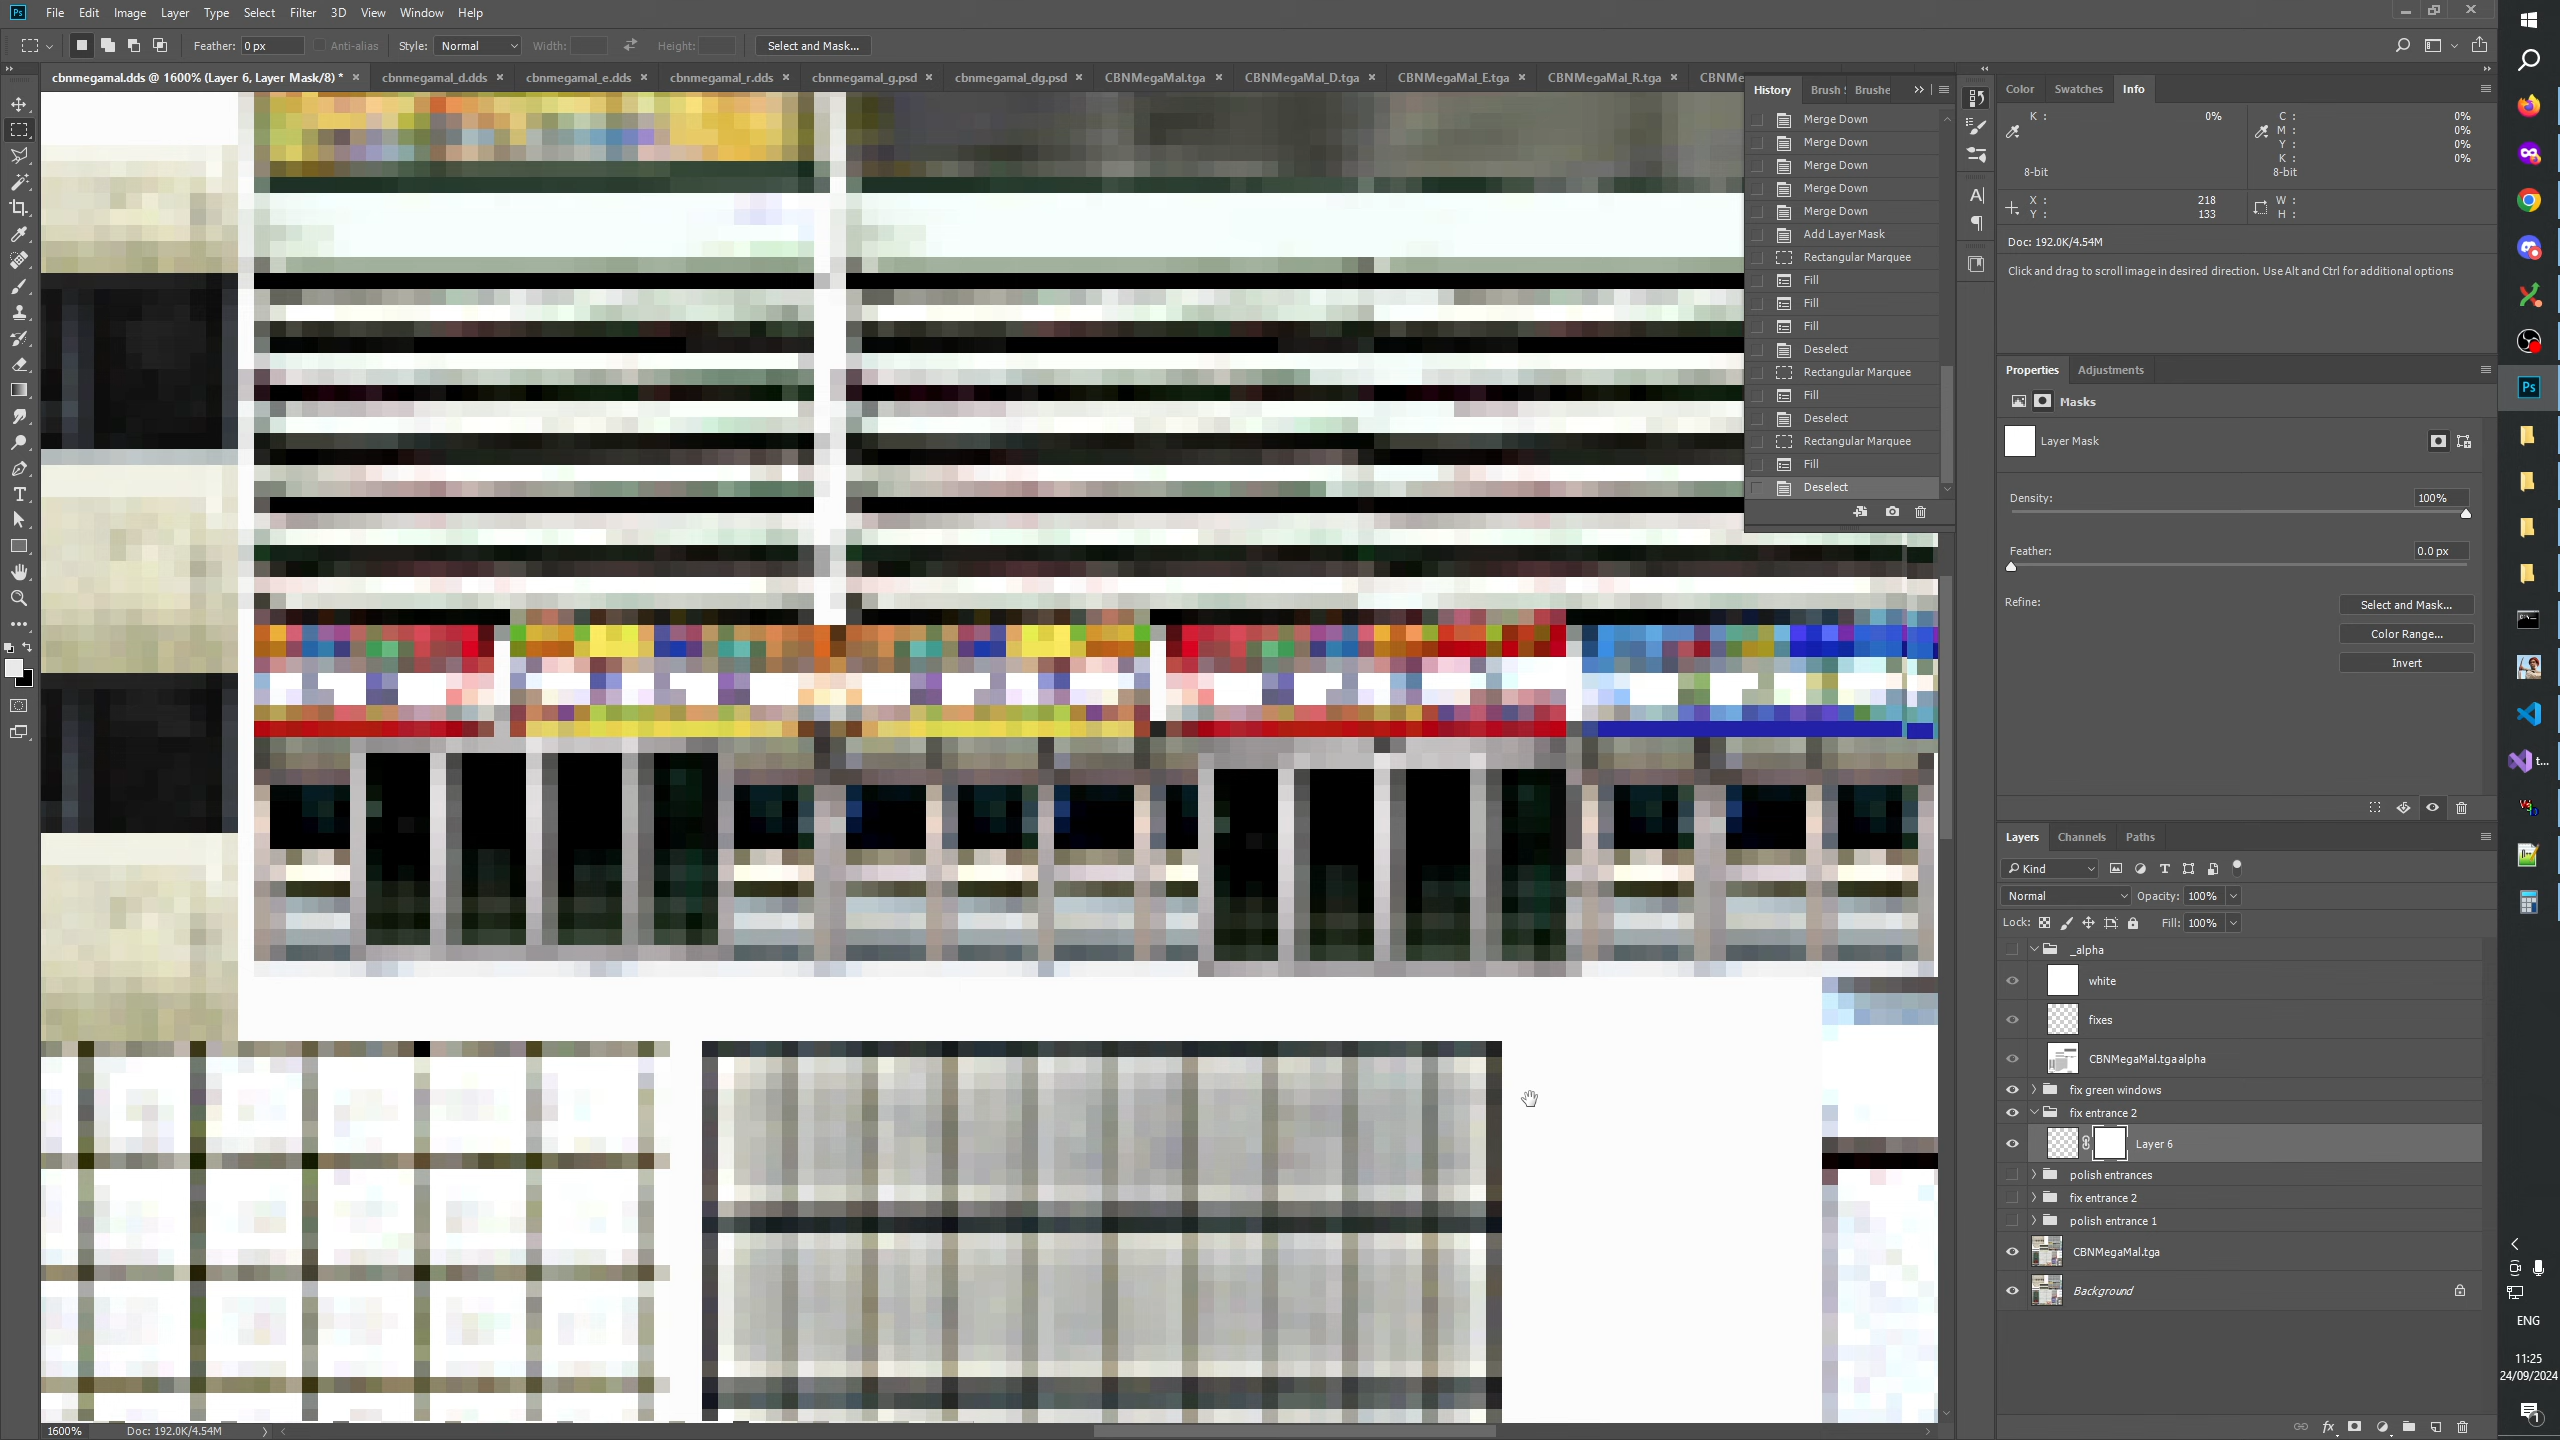 Ps File Edit Image Layer Type Select Filter 3D View Window Help
Feather: 0 px Anti-alias Style: Normal Width: Height: Select and Mask...
cbnmegamal.dds @ 1600% (Layer 6, Layer Mask/8) * × cbnmegamal_d.dds × cbnmegamal_e.dds × cbnmegamal_r.dds × cbnmegamal_g.psd × cbnmegamal_dg.psd × CBNMegaMal.tga × CBNMegaMal_D.tga × CBNMegaMal_E.tga × CBNMegaMal_R.tga × CBNMe
History Brush Brushe
Merge Down
Merge Down
Merge Down
Merge Down
Merge Down
Add Layer Mask
Rectangular Marquee
Fill
Fill
Fill
Deselect
Rectangular Marquee
Fill
Deselect
Rectangular Marquee
Fill
Deselect
Color Swatches Info
K : 0% C : 0%
M : 0%
Y : 0%
K : 0%
8-bit 8-bit
X : 218 W :
Y : 133 H :
Doc: 192.0K/4.54M
Click and drag to scroll image in desired direction. Use Alt and Ctrl for additional options
Properties Adjustments
Masks
Layer Mask
Density: 100%
Feather: 0.0 px
Refine: Select and Mask...
Color Range...
Invert
Layers Channels Paths
Kind
Normal Opacity: 100%
Lock: Fill: 100%
_alpha
white
fixes
CBNMegaMal.tga alpha
fix green windows
fix entrance 2
Layer 6
polish entrances
fix entrance 2
polish entrance 1
CBNMegaMal.tga
Background
1600% Doc: 192.0K/4.54M
Ps
t...
ENG
11:25
24/09/2024
1